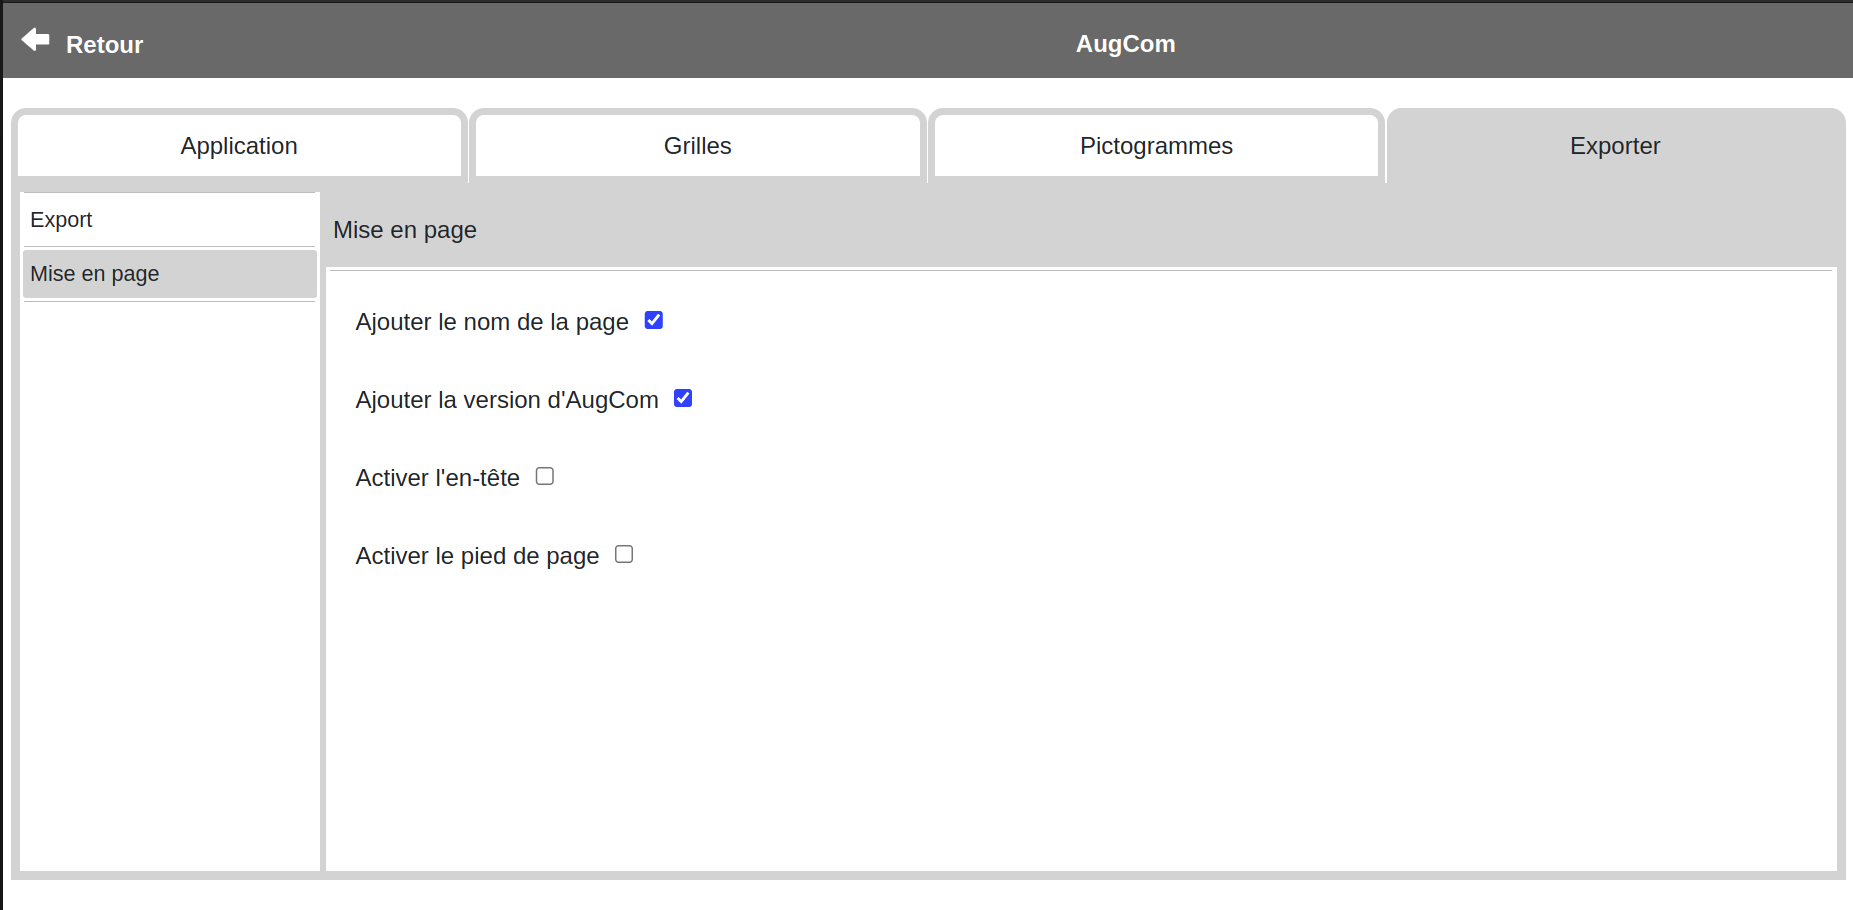 Retour
AugCom
Application
Grilles
Pictogrammes
Exporter
Export
Mise en page
Mise en page
Ajouter le nom de la page
Ajouter la version d'AugCom
Activer l'en-tête
Activer le pied de page